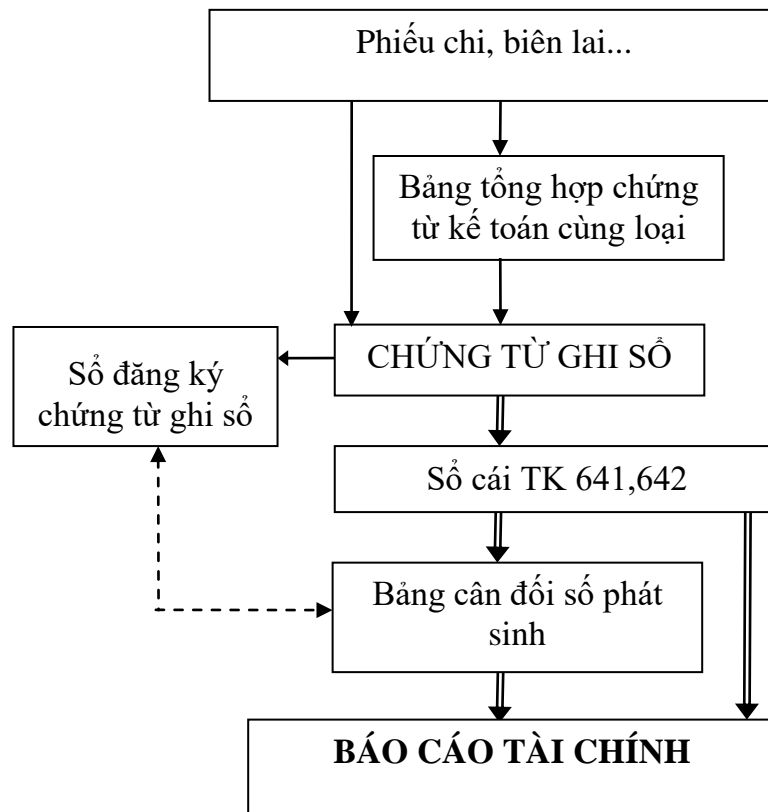 Phiếu chi, biên lai...
Bảng tổng hợp chứng
từ kế toán cùng loại
CHỨNG TỪ GHI SỔ
Sổ đăng ký
chứng từ ghi sổ
Sổ cái TK 641,642
Bảng cân đối số phát
sinh
BÁO CÁO TÀI CHÍNH